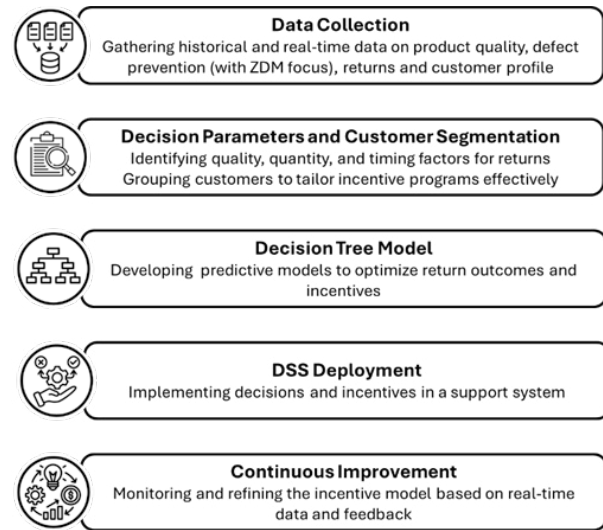 Data Collection
Gathering historical and real-time data on product quality, defect
prevention (with ZDM focus), returns and customer profile
Decision Parameters and Customer Segmentation
Identifying quality, quantity, and timing factors for returns
Grouping customers to tailor incentive programs effectively
Decision Tree Model
Developing predictive models to optimize return outcomes and
incentives
DSS Deployment
Implementing decisions and incentives in a support system
Continuous Improvement
Monitoring and refining the incentive model based on real-time
data and feedback